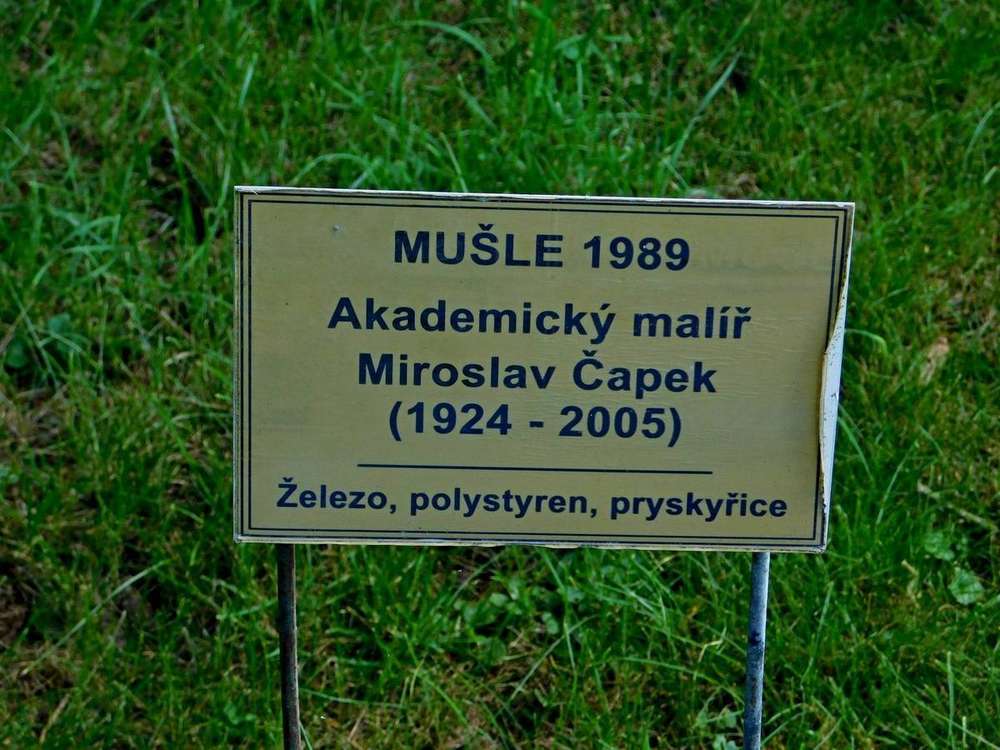 MUŠLE 1989
Akademický malíř
Miroslav Čapek
(1924 - 2005)
Železo, polystyren, pryskyřice